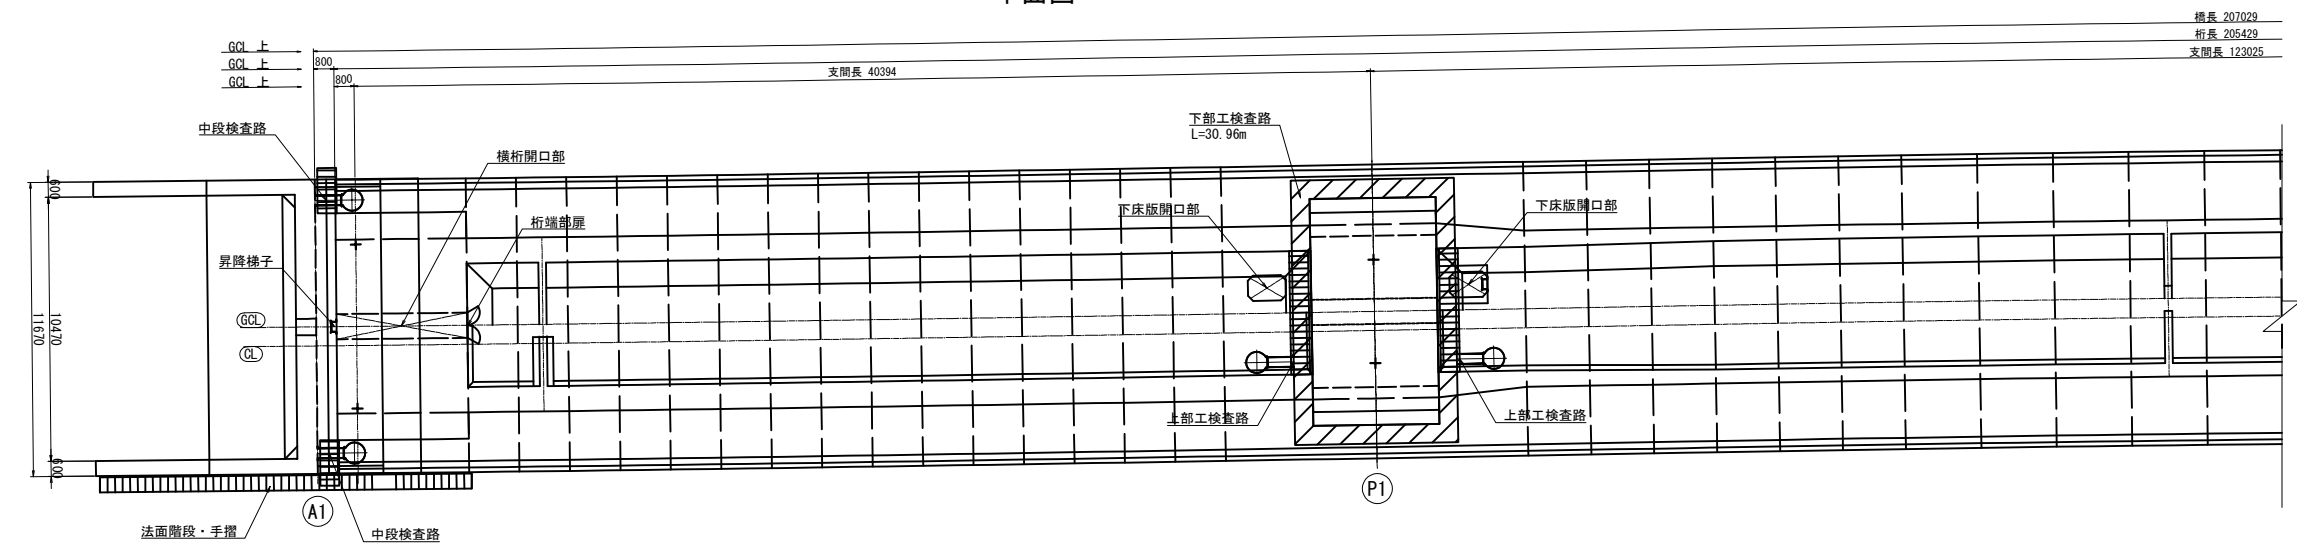 平面図
橋長 207029
GCL 上
桁長 205429
GCL 上
800
支間長 123025
GCL 上
800
支間長 40394
中段検査路
下部工検査路
L=30.96m
横桁開口部
600
下床版開口部
下床版開口部
桁端部扉
昇降梯子
GCL
CL
10470
11670
上部工検査路
上部工検査路
600
A1
P1
法面階段・手摺
中段検査路